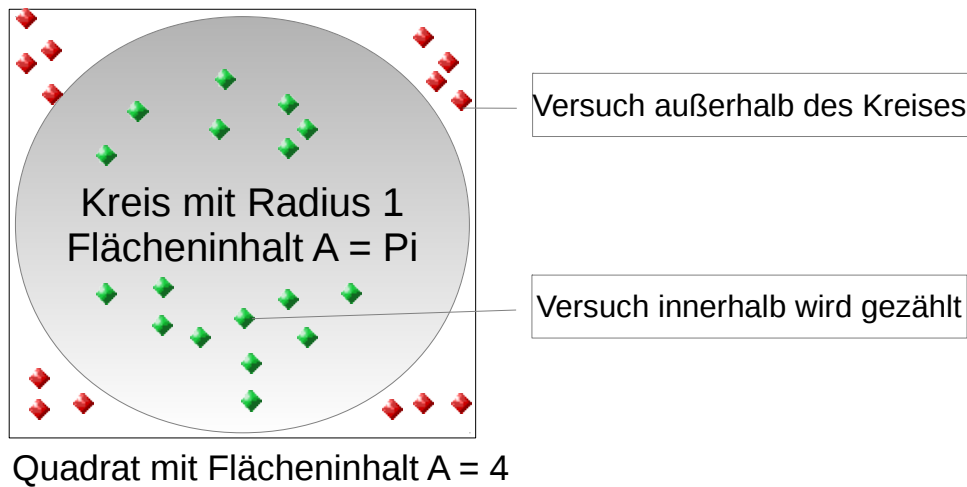 Versuch außerhalb des Kreises
Kreis mit Radius 1
Flächeninhalt A = Pi
Versuch innerhalb wird gezählt
Quadrat mit Flächeninhalt A = 4